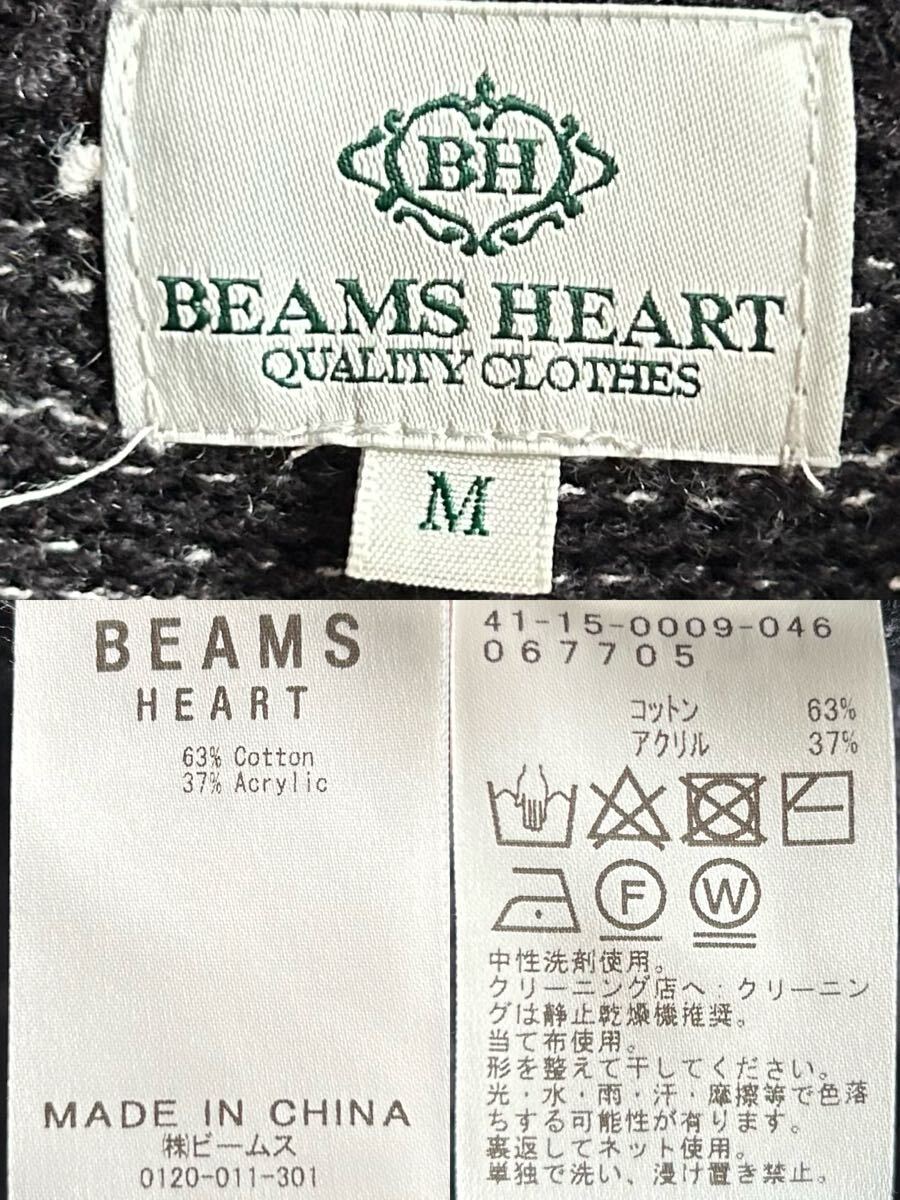 BH
BEAMS HEART
QUALITY CLOTHES
M
BEAMS
HEART
63% Cotton
37% Acrylic
MADE IN CHINA
㈱ビームス
0120-011-301
41-15-0009-046
067705
コットン 63%
アクリル 37%
F
W
中性洗剤使用。
クリーニング店へ・クリーニン
グは静止乾燥機推奨。
当て布使用。
形を整えて干してください。
光・水・雨・汗・摩擦等で色落
ちする可能性が有ります。
裏返してネット使用。
単独で洗い、浸け置き禁止。